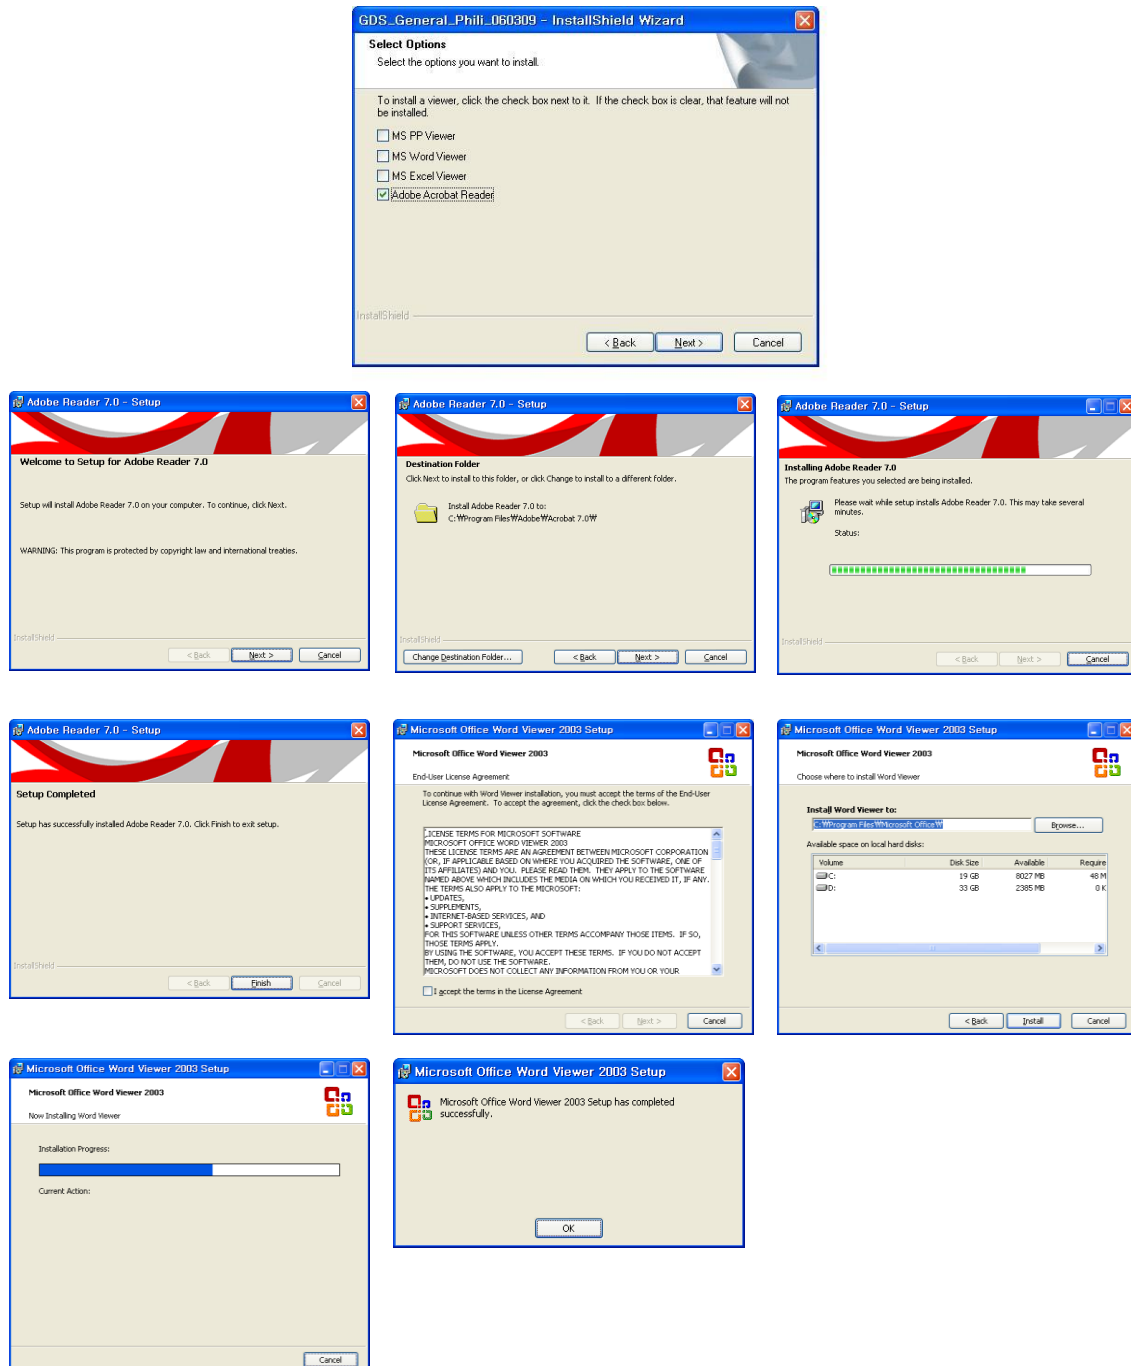 GDS_General_Phili_060309 - InstallShield Wizard
Select Options
Select the options you want to install.
To install a viewer, click the check box next to it. If the check box is clear, that feature will not
be installed.
MS PP Viewer
MS Word Viewer
MS Excel Viewer
Adobe Acrobat Reader
InstallShield
< Back
Next >
Cancel
Adobe Reader 7.0 - Setup
Welcome to Setup for Adobe Reader 7.0
Setup will install Adobe Reader 7.0 on your computer. To continue, click Next.
WARNING: This program is protected by copyright law and international treaties.
InstallShield
< Back
Next >
Cancel
Adobe Reader 7.0 - Setup
Destination Folder
Click Next to install to this folder, or click Change to install to a different folder.
Install Adobe Reader 7.0 to:
C:₩Program Files₩Adobe₩Acrobat 7.0₩
InstallShield
Change Destination Folder...
< Back
Next >
Cancel
Adobe Reader 7.0 - Setup
Installing Adobe Reader 7.0
The program features you selected are being installed.
Please wait while setup installs Adobe Reader 7.0. This may take several
minutes.
Status:
InstallShield
< Back
Next >
Cancel
Adobe Reader 7.0 - Setup
Setup Completed
Setup has successfully installed Adobe Reader 7.0. Click Finish to exit setup.
InstallShield
< Back
Finish
Cancel
Microsoft Office Word Viewer 2003 Setup
Microsoft Office Word Viewer 2003
End-User License Agreement
To continue with Word Viewer installation, you must accept the terms of the End-User
License Agreement. To accept the agreement, click the check box below.
LICENSE TERMS FOR MICROSOFT SOFTWARE
MICROSOFT OFFICE WORD VIEWER 2003
THESE LICENSE TERMS ARE AN AGREEMENT BETWEEN MICROSOFT CORPORATION
(OR, IF APPLICABLE BASED ON WHERE YOU ACQUIRED THE SOFTWARE, ONE OF
ITS AFFILIATES) AND YOU. PLEASE READ THEM. THEY APPLY TO THE SOFTWARE
NAMED ABOVE WHICH INCLUDES THE MEDIA ON WHICH YOU RECEIVED IT, IF ANY.
THE TERMS ALSO APPLY TO THE MICROSOFT:
• UPDATES,
• SUPPLEMENTS,
• INTERNET-BASED SERVICES, AND
• SUPPORT SERVICES,
FOR THIS SOFTWARE UNLESS OTHER TERMS ACCOMPANY THOSE ITEMS. IF SO,
THOSE TERMS APPLY.
BY USING THE SOFTWARE, YOU ACCEPT THESE TERMS. IF YOU DO NOT ACCEPT
THEM, DO NOT USE THE SOFTWARE.
MICROSOFT DOES NOT COLLECT ANY INFORMATION FROM YOU OR YOUR
I accept the terms in the License Agreement
< Back
Next >
Cancel
Microsoft Office Word Viewer 2003 Setup
Microsoft Office Word Viewer 2003
Choose where to install Word Viewer
Install Word Viewer to:
C:₩Program Files₩Microsoft Office₩
Browse...
Available space on local hard disks:
Volume Disk Size Available Require
C: 19 GB 8027 MB 48 M
D: 33 GB 2385 MB 0 K
< Back
Install
Cancel
Microsoft Office Word Viewer 2003 Setup
Microsoft Office Word Viewer 2003
Now Installing Word Viewer
Installation Progress:
Current Action:
Cancel
Microsoft Office Word Viewer 2003 Setup
Microsoft Office Word Viewer 2003 Setup has completed
successfully.
OK